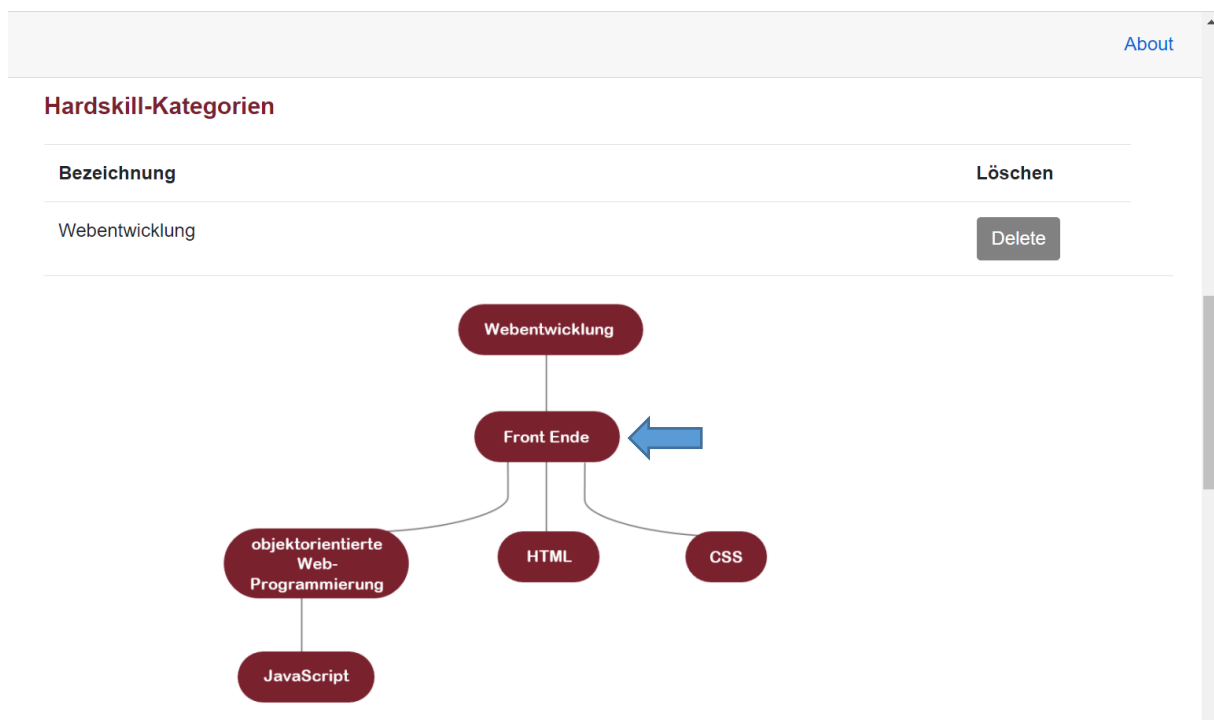 About
Hardskill-Kategorien
Bezeichnung Löschen
Webentwicklung Delete
Webentwicklung
Front Ende
objektorientierte
Web-
Programmierung
HTML
CSS
JavaScript